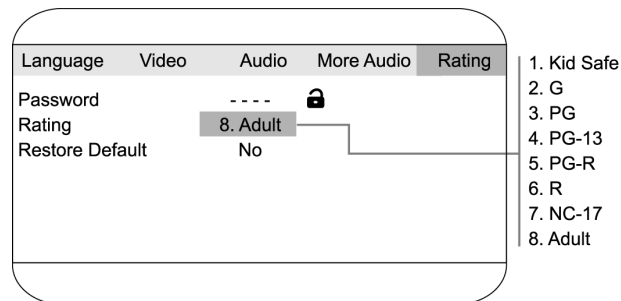 Language Video Audio More Audio Rating
Password - - - -
Rating 8. Adult
Restore Default No
1. Kid Safe
2. G
3. PG
4. PG-13
5. PG-R
6. R
7. NC-17
8. Adult